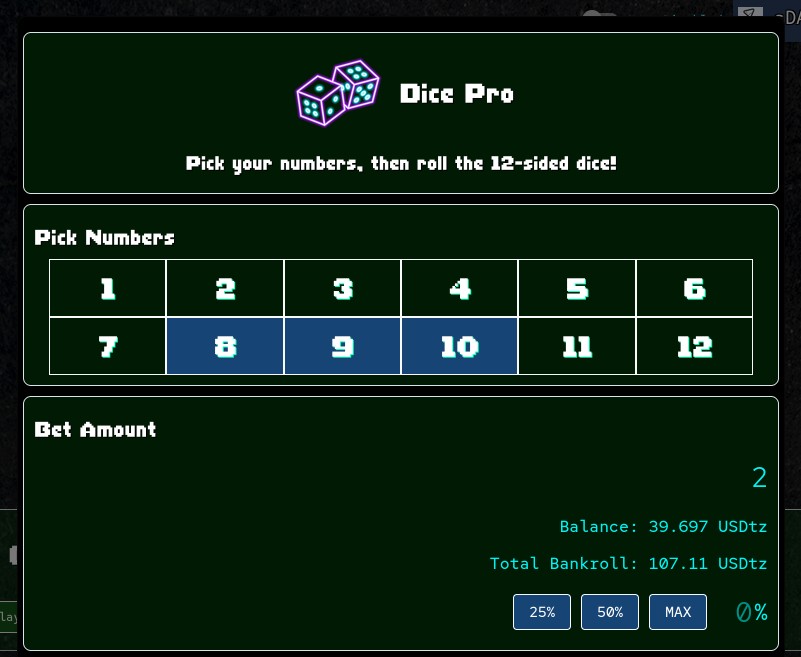 Dice Pro
Pick your numbers, then roll the 12-sided dice!
Pick Numbers
1 2 3 4 5 6
7 8 9 10 11 12
Bet Amount
2
Balance: 39.697 USDtz
Total Bankroll: 107.11 USDtz
25% 50% MAX 0%